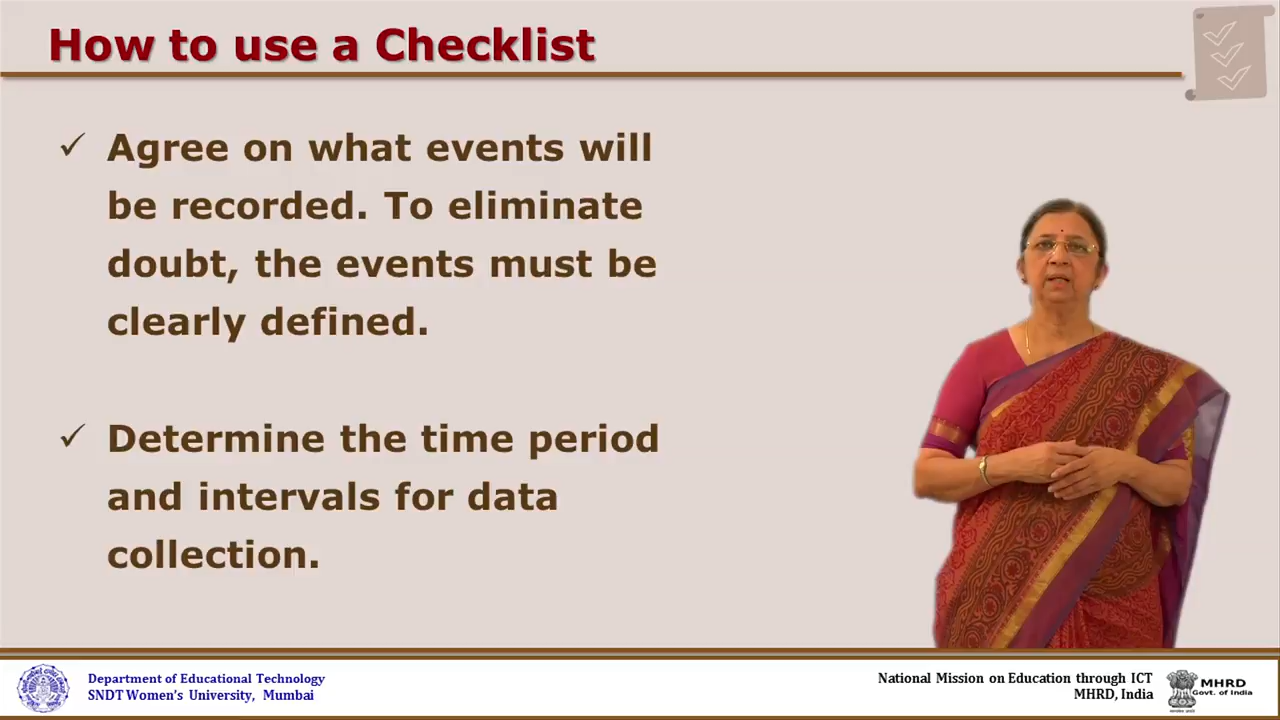 How to use a Checklist
✓ Agree on what events will
be recorded. To eliminate
doubt, the events must be
clearly defined.
✓ Determine the time period
and intervals for data
collection.
Department of Educational Technology
SNDT Women's University, Mumbai
National Mission on Education through ICT
MHRD, India
MHRD
Govt. of India